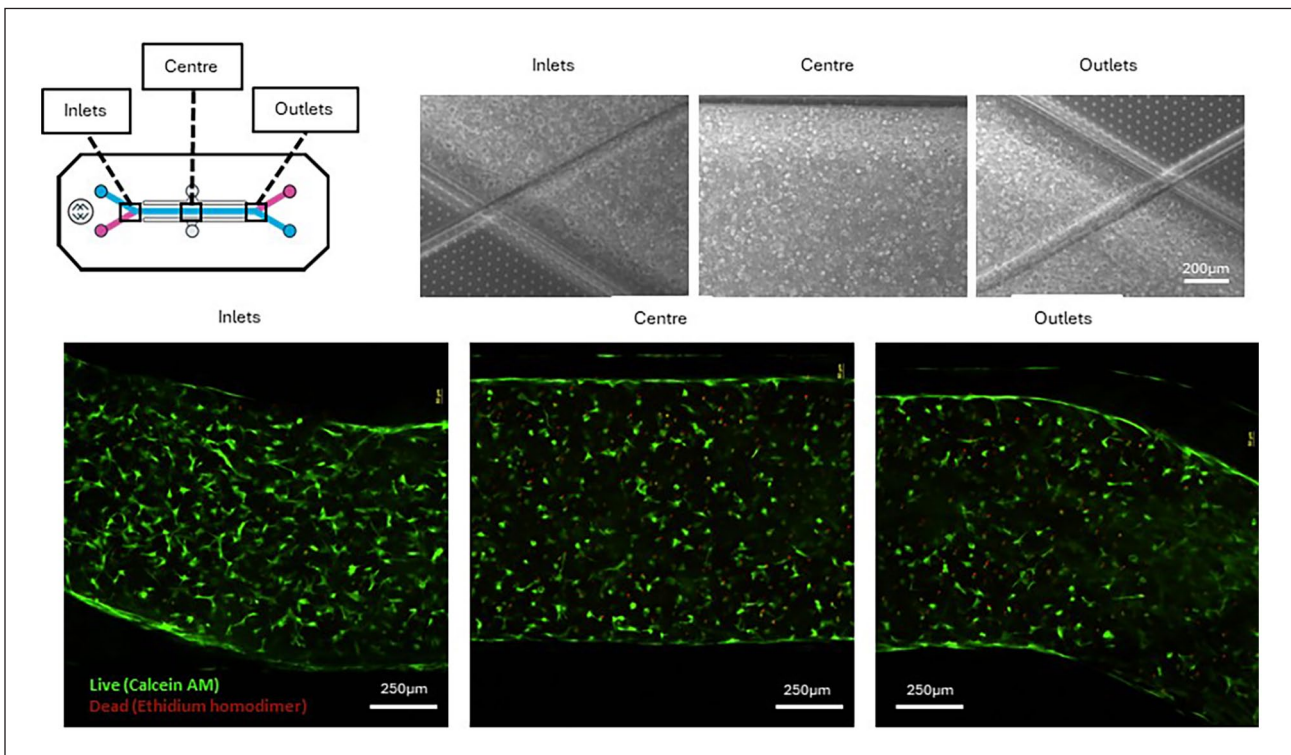 Centre
Inlets
Outlets
Inlets
Centre
Outlets
200µm
Inlets
Centre
Outlets
Live (Calcein AM)
Dead (Ethidium homodimer)
250µm
250µm
250µm